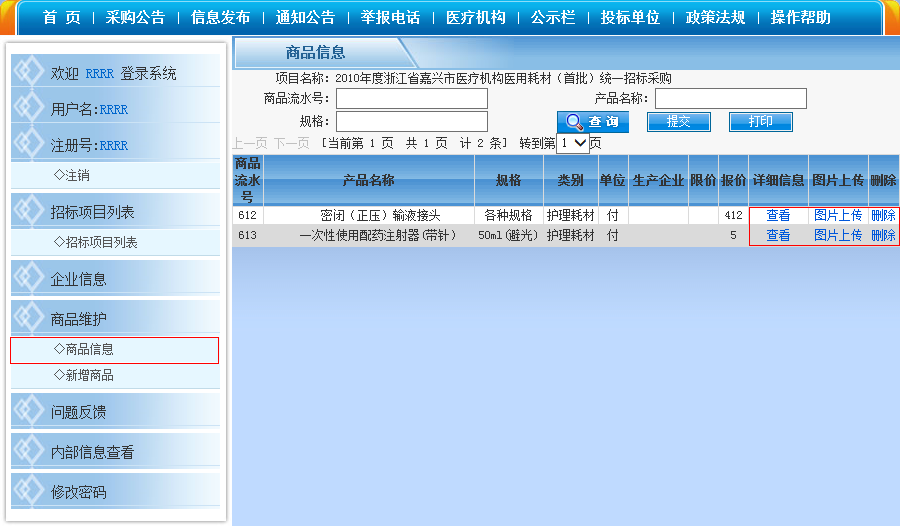 首 页 | 采购公告 | 信息发布 | 通知公告 | 举报电话 | 医疗机构 | 公示栏 | 投标单位 | 政策法规 | 操作帮助
欢迎 RRRR 登录系统
用户名:RRRR
注册号:RRRR
◇注销
招标项目列表
◇招标项目列表
企业信息
商品维护
◇商品信息
◇新增商品
问题反馈
内部信息查看
修改密码
商品信息
项目名称: 2010年度浙江省嘉兴市医疗机构医用耗材（首批）统一招标采购
商品流水号: 产品名称:
规格: 查 询 提交 打印
上一页 下一页 [当前第 1 页 共 1 页 计 2 条] 转到第 1 页
商品流水号 产品名称 规格 类别 单位 生产企业 限价 报价 详细信息 图片上传 删除
612 密闭（正压）输液接头 各种规格 护理耗材 付 412 查看 图片上传 删除
613 一次性使用配药注射器(带针) 50ml(避光) 护理耗材 付 5 查看 图片上传 删除